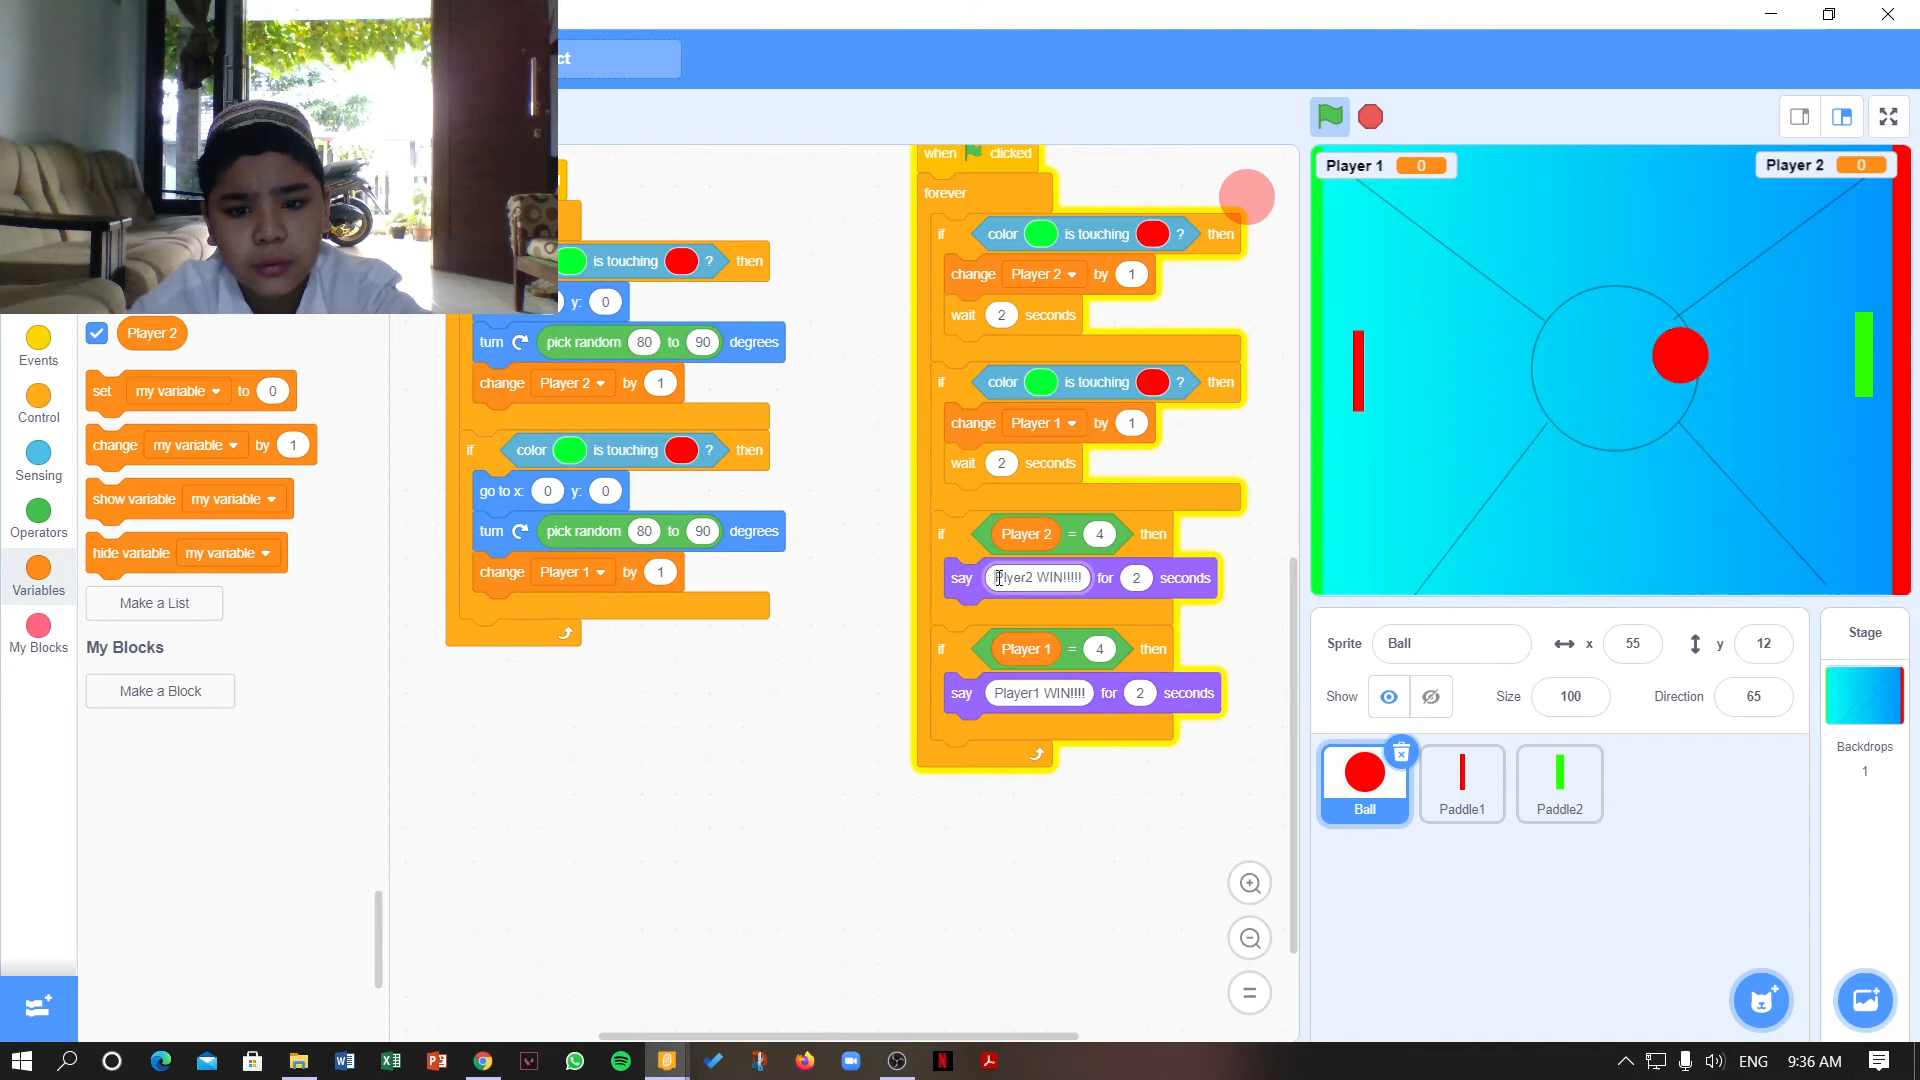 ct
Player 1 0
Player 2 0
Events
Control
Sensing
Operators
Variables
My Blocks
Player 2
set my variable to 0
change my variable by 1
show variable my variable
hide variable my variable
Make a List
My Blocks
Make a Block
is touching ? then
y: 0
turn pick random 80 to 90 degrees
change Player 2 by 1
if color is touching ? then
go to x: 0 y: 0
turn pick random 80 to 90 degrees
change Player 1 by 1
when clicked
forever
if color is touching ? then
change Player 2 by 1
wait 2 seconds
if color is touching ? then
change Player 1 by 1
wait 2 seconds
if Player 2 = 4 then
say Plyer2 WIN!!!!! for 2 seconds
if Player 1 = 4 then
say Player1 WIN!!!! for 2 seconds
Sprite Ball x 55 y 12
Show Size 100 Direction 65
Ball
Paddle1
Paddle2
Stage
Backdrops
1
ENG 9:36 AM